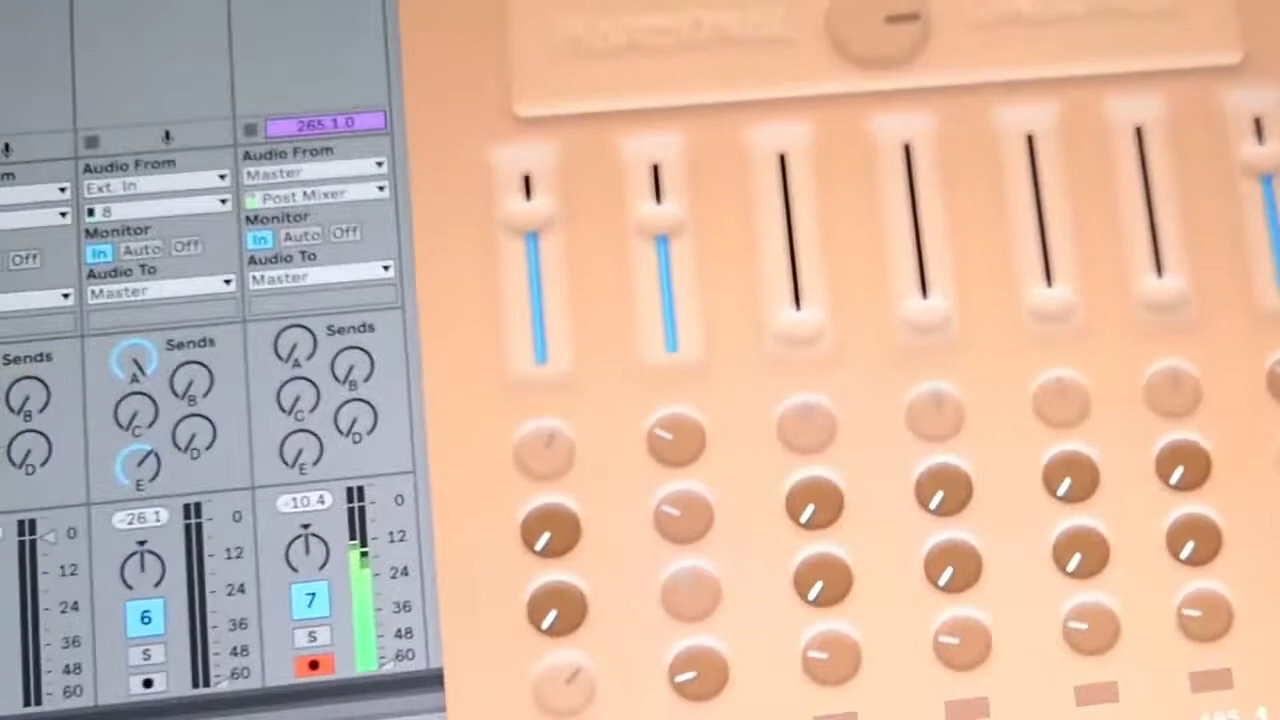 265.1.0
Audio From
Audio From
Ext. In
Master
8
Post Mixer
Monitor
Monitor
Off
In Auto Off
In Auto Off
Audio To
Audio To
Master
Master
Sends
Sends
Sends
B
A
B
C
D
E
A
B
C
D
E
D
-26.1
-10.4
0
12
24
36
48
60
0
12
24
36
48
60
0
12
24
36
48
60
6
S
7
S